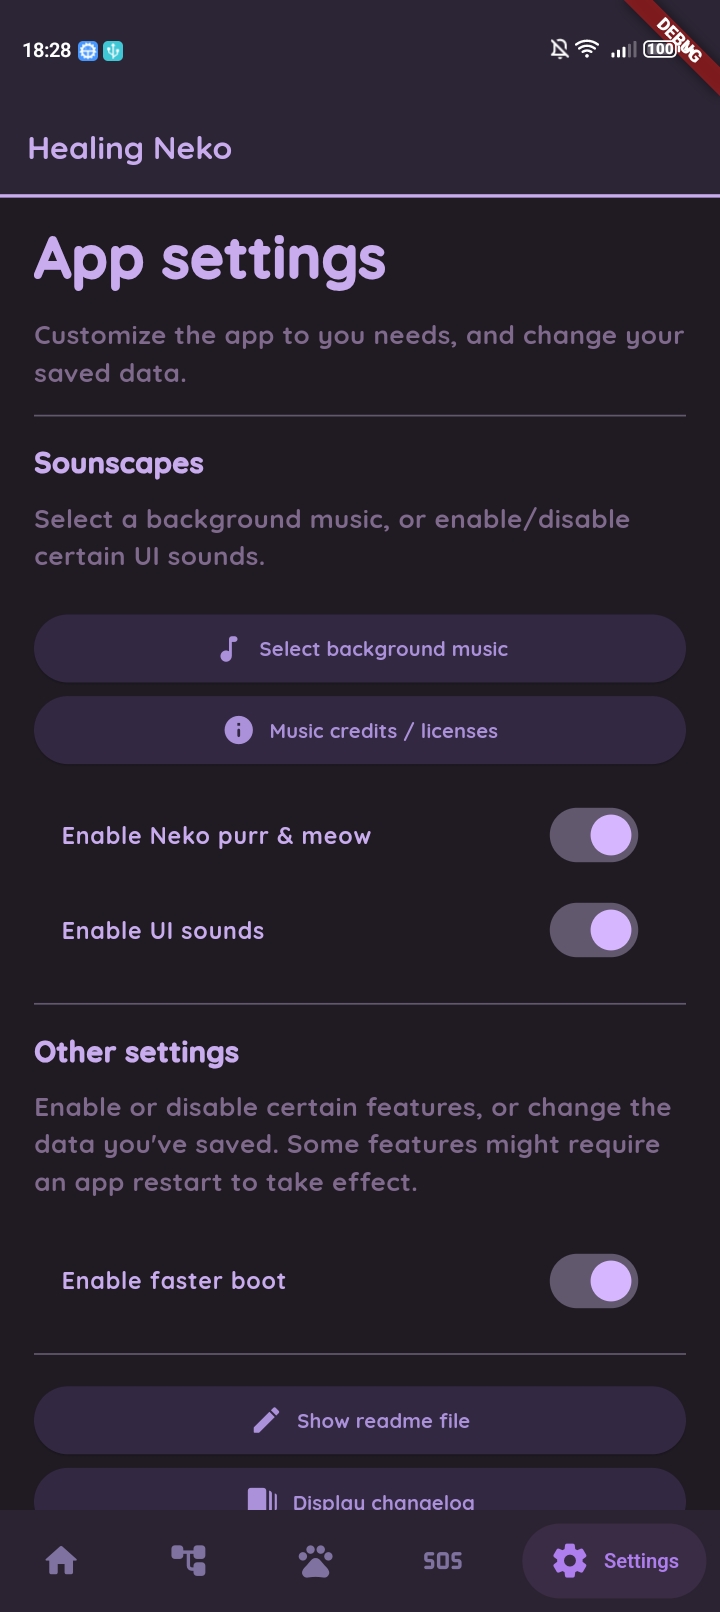 18:28
100
DEBUG
Healing Neko
App settings
Customize the app to you needs, and change your
saved data.
Sounscapes
Select a background music, or enable/disable
certain UI sounds.
Select background music
Music credits / licenses
Enable Neko purr & meow
Enable UI sounds
Other settings
Enable or disable certain features, or change the
data you've saved. Some features might require
an app restart to take effect.
Enable faster boot
Show readme file
Display changelog
SOS
Settings